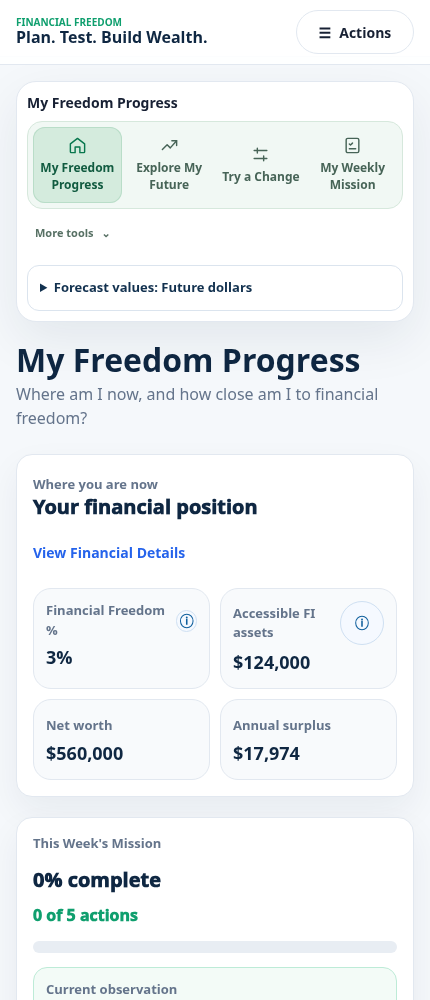 FINANCIAL FREEDOM
Plan. Test. Build Wealth.
☰ Actions
My Freedom Progress
My Freedom
Progress
Explore My
Future
Try a Change
My Weekly
Mission
More tools ⌄
▶ Forecast values: Future dollars
My Freedom Progress
Where am I now, and how close am I to financial
freedom?
Where you are now
Your financial position
View Financial Details
Financial Freedom
%
ⓘ
3%
Accessible FI
assets
ⓘ
$124,000
Net worth
$560,000
Annual surplus
$17,974
This Week's Mission
0% complete
0 of 5 actions
Current observation